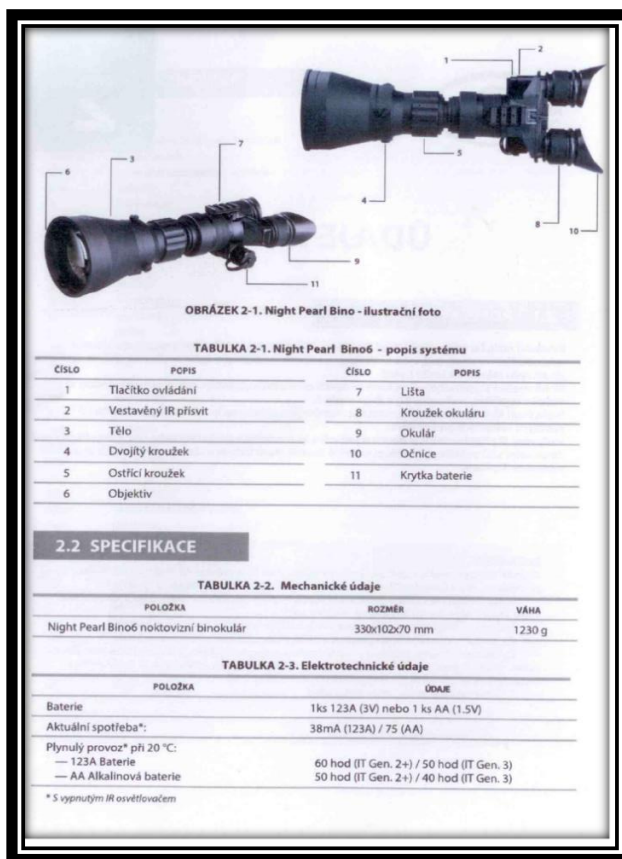 1
2
3
7
6
5
4
8
10
9
11
OBRÁZEK 2-1. Night Pearl Bino - ilustrační foto
TABULKA 2-1. Night Pearl Bino6 - popis systému
ČÍSLO POPIS ČÍSLO POPIS
1 Tlačítko ovládání 7 Lišta
2 Vestavěný IR přísvit 8 Kroužek okuláru
3 Tělo 9 Okulár
4 Dvojitý kroužek 10 Očnice
5 Ostřící kroužek 11 Krytka baterie
6 Objektiv
2.2 SPECIFIKACE
TABULKA 2-2. Mechanické údaje
POLOŽKA ROZMĚR VÁHA
Night Pearl Bino6 noktovizní binokulár 330x102x70 mm 1230 g
TABULKA 2-3. Elektrotechnické údaje
POLOŽKA ÚDAJE
Baterie 1ks 123A (3V) nebo 1 ks AA (1.5V)
Aktuální spotřeba*: 38mA (123A) / 75 (AA)
Plynulý provoz* při 20 °C:
— 123A Baterie 60 hod (IT Gen. 2+) / 50 hod (IT Gen. 3)
— AA Alkalinová baterie 50 hod (IT Gen. 2+) / 40 hod (IT Gen. 3)
* S vypnutým IR osvětlovačem